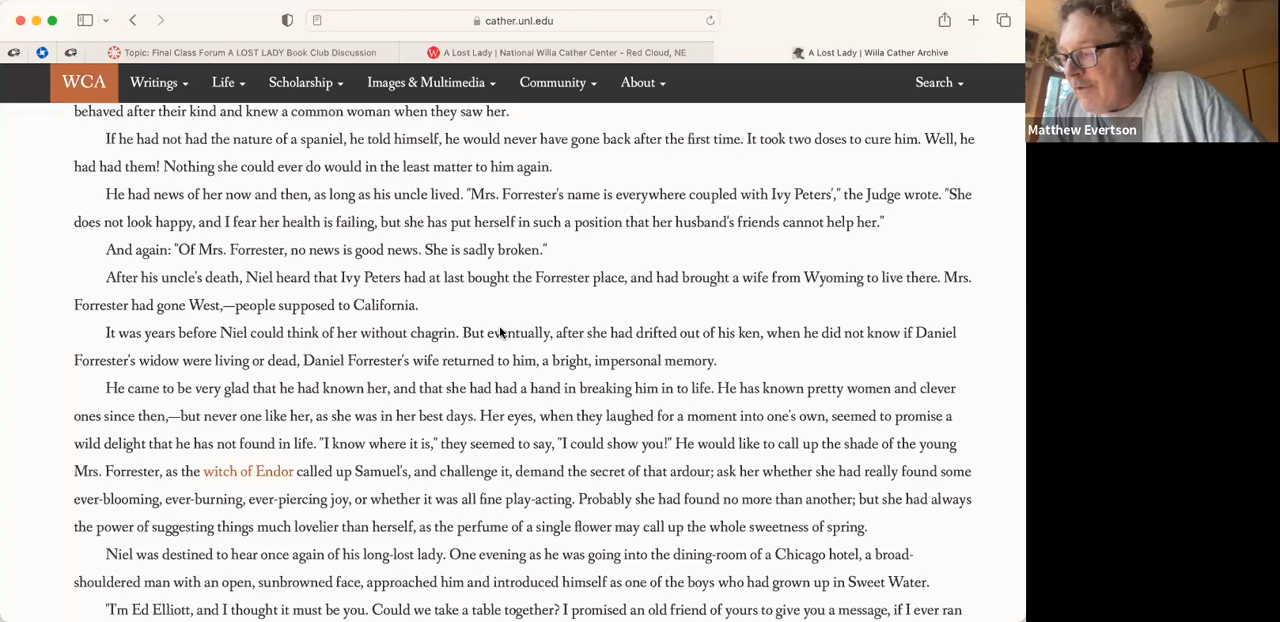 cather.unl.edu
Topic: Final Class Forum A LOST LADY Book Club Discussion
A Lost Lady | National Willa Cather Center - Red Cloud, NE
A Lost Lady | Willa Cather Archive
WCA Writings Life Scholarship Images & Multimedia Community About Search
Matthew Evertson
behaved after their kind and knew a common woman when they saw her.
If he had not had the nature of a spaniel, he told himself, he would never have gone back after the first time. It took two doses to cure him. Well, he
had had them! Nothing she could ever do would in the least matter to him again.
He had news of her now and then, as long as his uncle lived. "Mrs. Forrester's name is everywhere coupled with Ivy Peters'," the Judge wrote. "She
does not look happy, and I fear her health is failing, but she has put herself in such a position that her husband's friends cannot help her."
And again: "Of Mrs. Forrester, no news is good news. She is sadly broken."
After his uncle's death, Niel heard that Ivy Peters had at last bought the Forrester place, and had brought a wife from Wyoming to live there. Mrs.
Forrester had gone West,—people supposed to California.
It was years before Niel could think of her without chagrin. But eventually, after she had drifted out of his ken, when he did not know if Daniel
Forrester's widow were living or dead, Daniel Forrester's wife returned to him, a bright, impersonal memory.
He came to be very glad that he had known her, and that she had had a hand in breaking him in to life. He has known pretty women and clever
ones since then,—but never one like her, as she was in her best days. Her eyes, when they laughed for a moment into one's own, seemed to promise a
wild delight that he has not found in life. "I know where it is," they seemed to say, "I could show you!" He would like to call up the shade of the young
Mrs. Forrester, as the witch of Endor called up Samuel's, and challenge it, demand the secret of that ardour; ask her whether she had really found some
ever-blooming, ever-burning, ever-piercing joy, or whether it was all fine play-acting. Probably she had found no more than another; but she had always
the power of suggesting things much lovelier than herself, as the perfume of a single flower may call up the whole sweetness of spring.
Niel was destined to hear once again of his long-lost lady. One evening as he was going into the dining-room of a Chicago hotel, a broad-
shouldered man with an open, sunbrowned face, approached him and introduced himself as one of the boys who had grown up in Sweet Water.
"I'm Ed Elliott, and I thought it must be you. Could we take a table together? I promised an old friend of yours to give you a message, if I ever ran